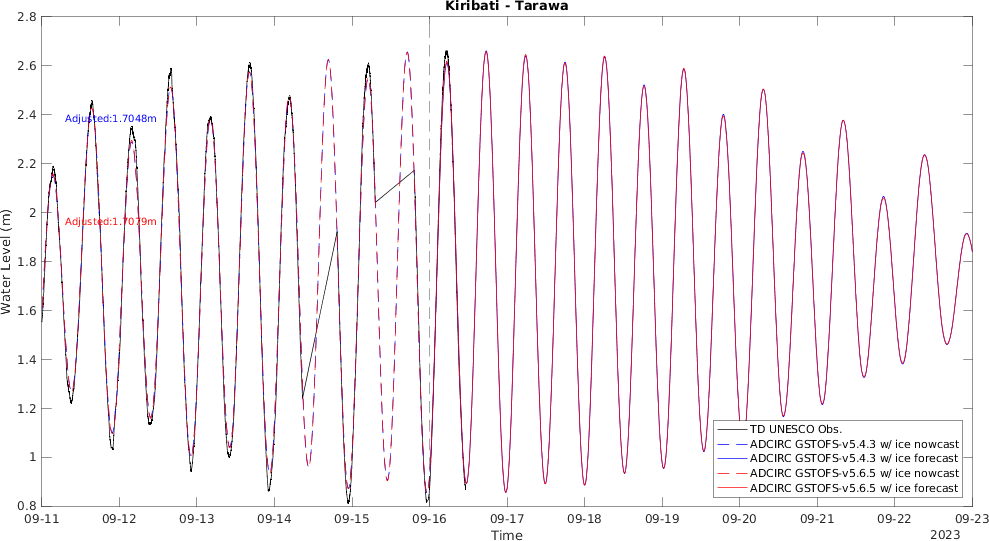 Kiribati - Tarawa
2.8
2.6
2.4
2.2
2
1.8
1.6
1.4
1.2
1
0.8
Water Level (m)
Adjusted:1.7048m
Adjusted:1.7079m
TD UNESCO Obs.
ADCIRC GSTOFS-v5.4.3 w/ ice nowcast
ADCIRC GSTOFS-v5.4.3 w/ ice forecast
ADCIRC GSTOFS-v5.6.5 w/ ice nowcast
ADCIRC GSTOFS-v5.6.5 w/ ice forecast
09-11 09-12 09-13 09-14 09-15 09-16 09-17 09-18 09-19 09-20 09-21 09-22 09-23
Time
2023